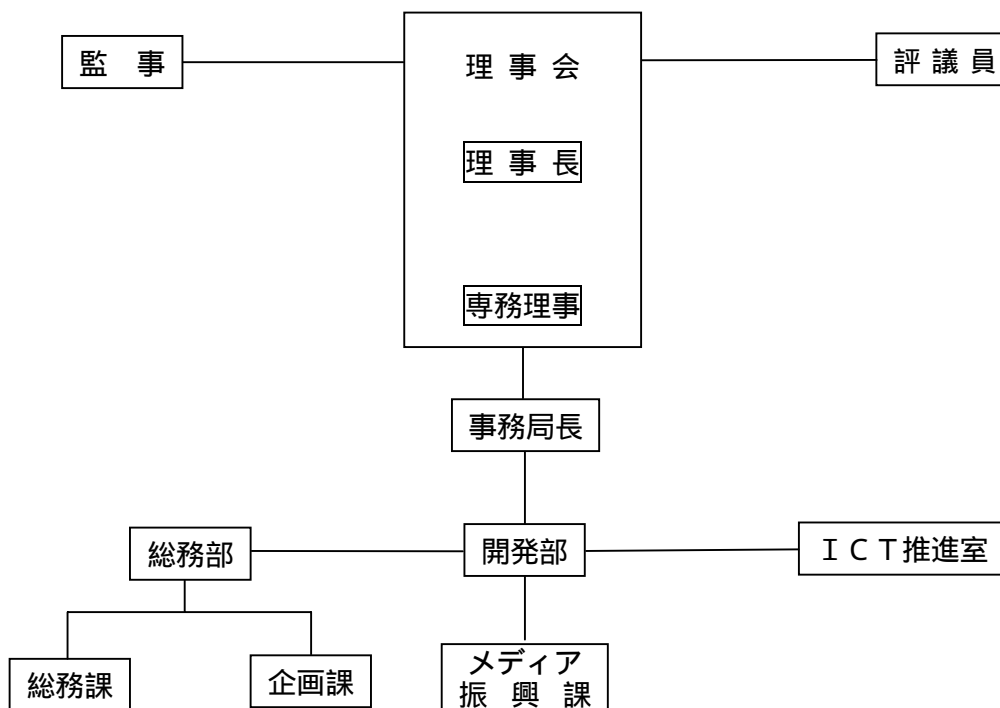 監　事
理 事 会
評 議 員
理 事 長
専務理事
事務局長
総務部
開発部
ＩＣＴ推進室
総務課
企画課
メディア
振　興　課